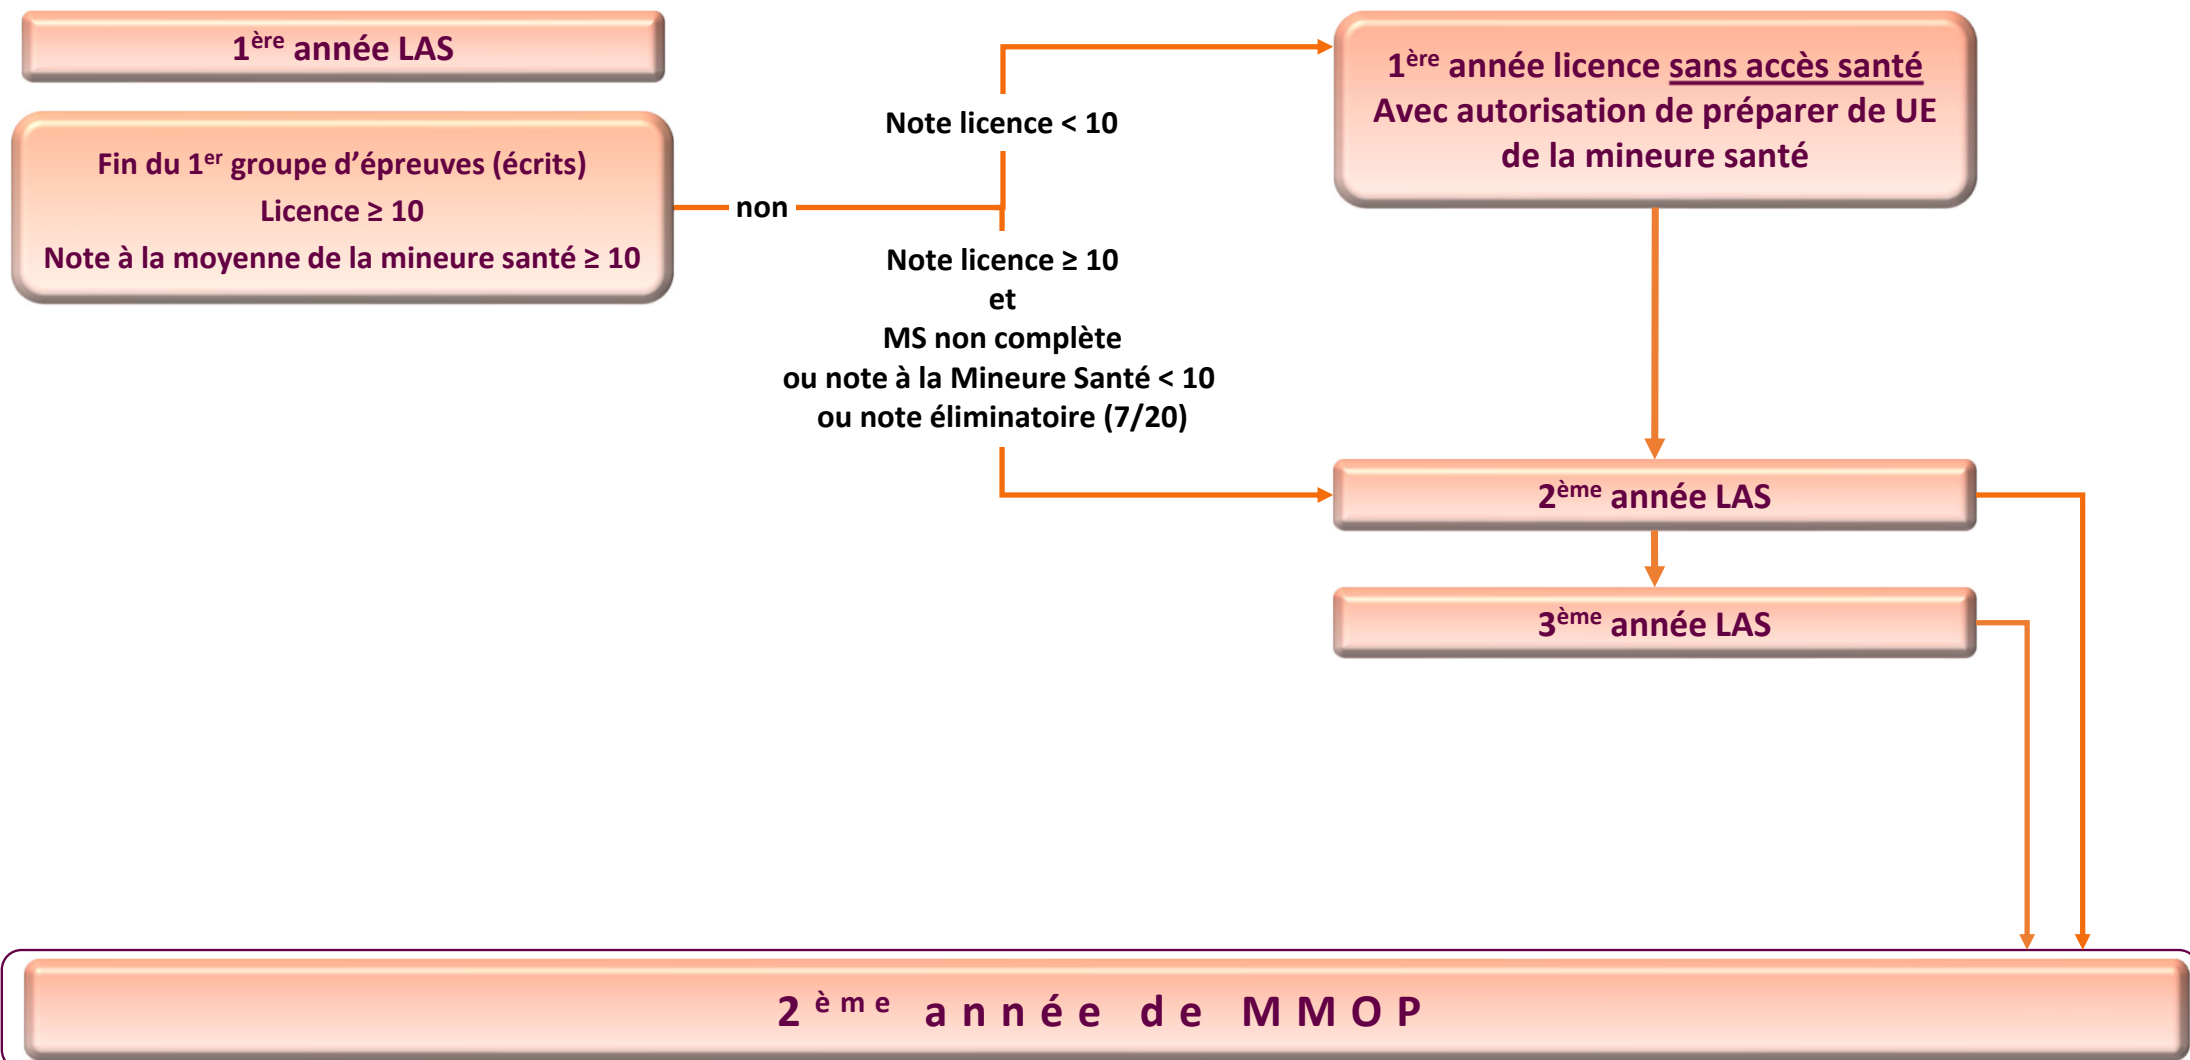 1ère année LAS
Fin du 1er groupe d’épreuves (écrits)
Licence ≥ 10
Note à la moyenne de la mineure santé ≥ 10
non
Note licence < 10
Note licence ≥ 10
et
MS non complète
ou note à la Mineure Santé < 10
ou note éliminatoire (7/20)
1ère année licence sans accès santé
Avec autorisation de préparer de UE
de la mineure santé
2ème année LAS
3ème année LAS
2ème année de MMOP